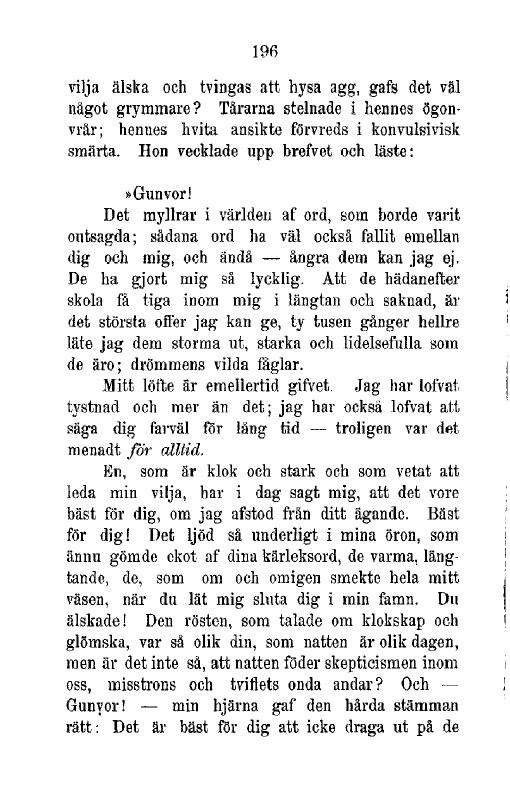 196
vilja älska och tvingas att hysa agg, gafs det väl
något grymmare? Tårarna stelnade i hennes ögon-
vrår; hennes hvita ansikte förvreds i konvulsivisk
smärta. Hon vecklade upp brefvet och läste:
»Gunvor!
Det myllrar i världen af ord, som borde varit
outsagda; sådana ord ha väl också fallit emellan
dig och mig, och ändå — ångra dem kan jag ej.
De ha gjort mig så lycklig. Att de hädanefter
skola få tiga inom mig i längtan och saknad, är
det största offer jag kan ge, ty tusen gånger hellre
läte jag dem storma ut, starka och lidelsefulla som
de äro; drömmens vilda fåglar.
Mitt löfte är emellertid gifvet. Jag har lofvat
tystnad och mer än det; jag har också lofvat att
säga dig farväl för lång tid — troligen var det
menadt för alltid.
En, som är klok och stark och som vetat att
leda min vilja, har i dag sagt mig, att det vore
bäst för dig, om jag afstod från ditt ägande. Bäst
för dig! Det ljöd så underligt i mina öron, som
ännu gömde ekot af dina kärleksord, de varma, läng-
tande, de, som om och omigen smekte hela mitt
väsen, när du lät mig sluta dig i min famn. Du
älskade! Den rösten, som talade om klokskap och
glömska, var så olik din, som natten är olik dagen,
men är det inte så, att natten föder skepticismen inom
oss, misstrons och tviflets onda andar? Och —
Gunvor! — min hjärna gaf den hårda stämman
rätt: Det är bäst för dig att icke draga ut på de